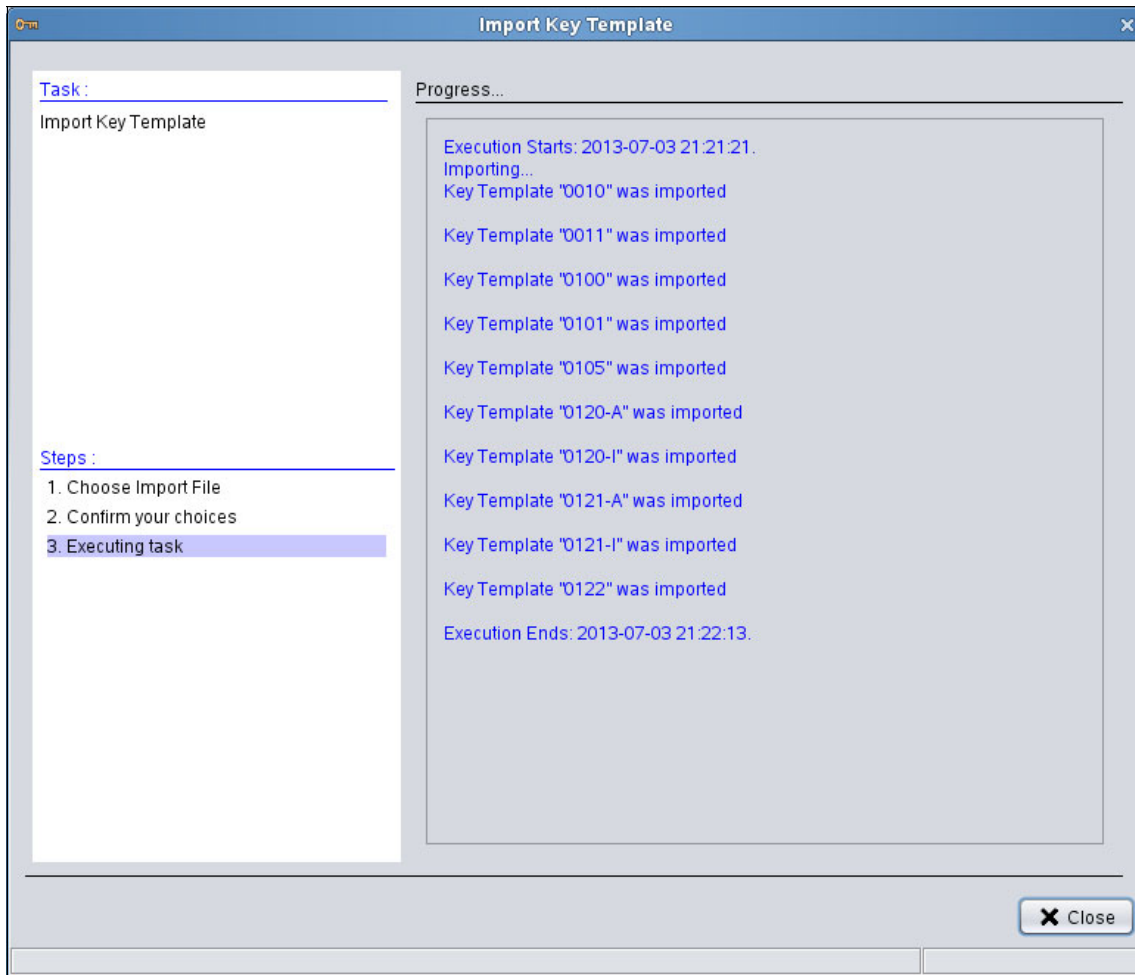 Import Key Template
Task :
Import Key Template
Steps :
1. Choose Import File
2. Confirm your choices
3. Executing task
Progress...
Execution Starts: 2013-07-03 21:21:21.
Importing...
Key Template "0010" was imported
Key Template "0011" was imported
Key Template "0100" was imported
Key Template "0101" was imported
Key Template "0105" was imported
Key Template "0120-A" was imported
Key Template "0120-I" was imported
Key Template "0121-A" was imported
Key Template "0121-I" was imported
Key Template "0122" was imported
Execution Ends: 2013-07-03 21:22:13.
Close